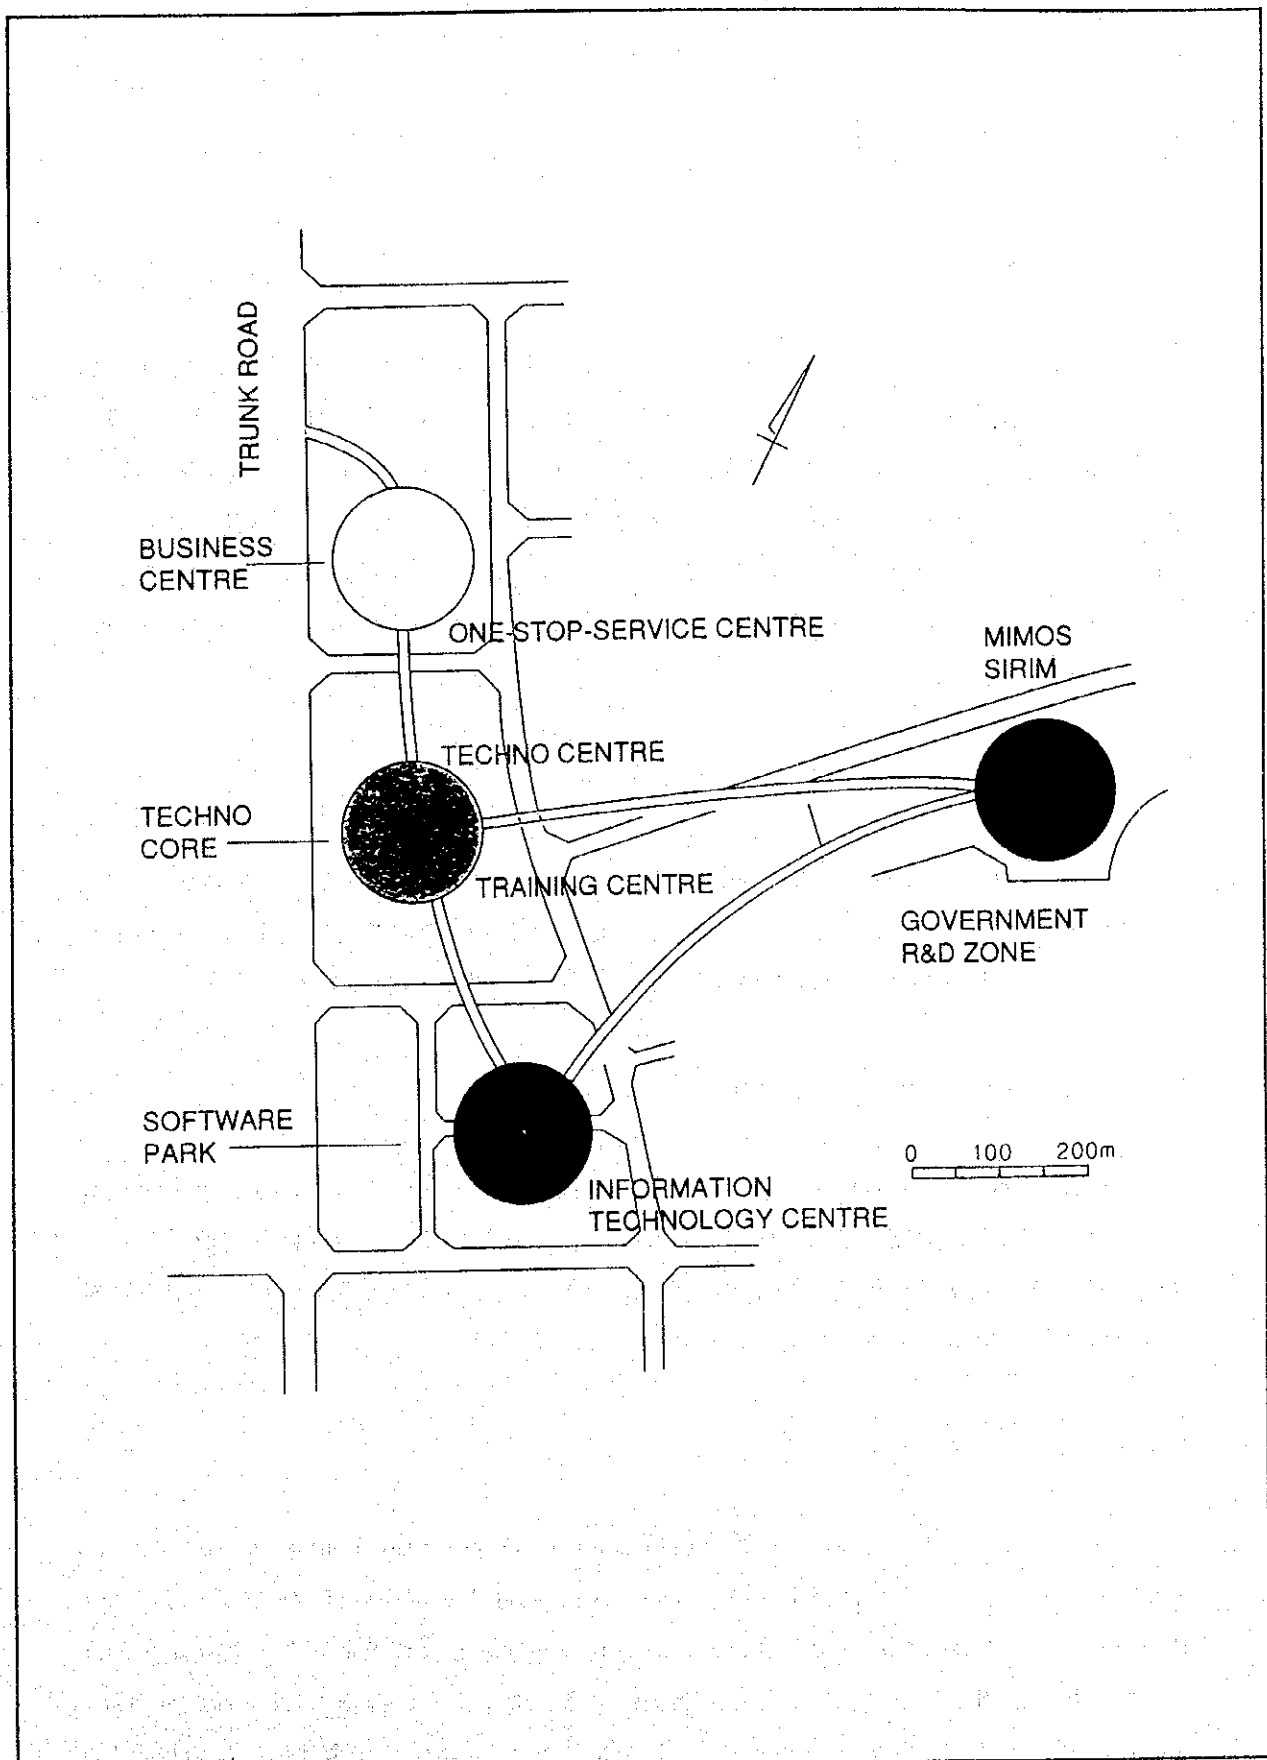 TRUNK ROAD
BUSINESS
CENTRE
ONE-STOP-SERVICE CENTRE
MIMOS
SIRIM
TECHNO CENTRE
TECHNO
CORE
TRAINING CENTRE
GOVERNMENT
R&D ZONE
SOFTWARE
PARK
0 100 200m
INFORMATION
TECHNOLOGY CENTRE